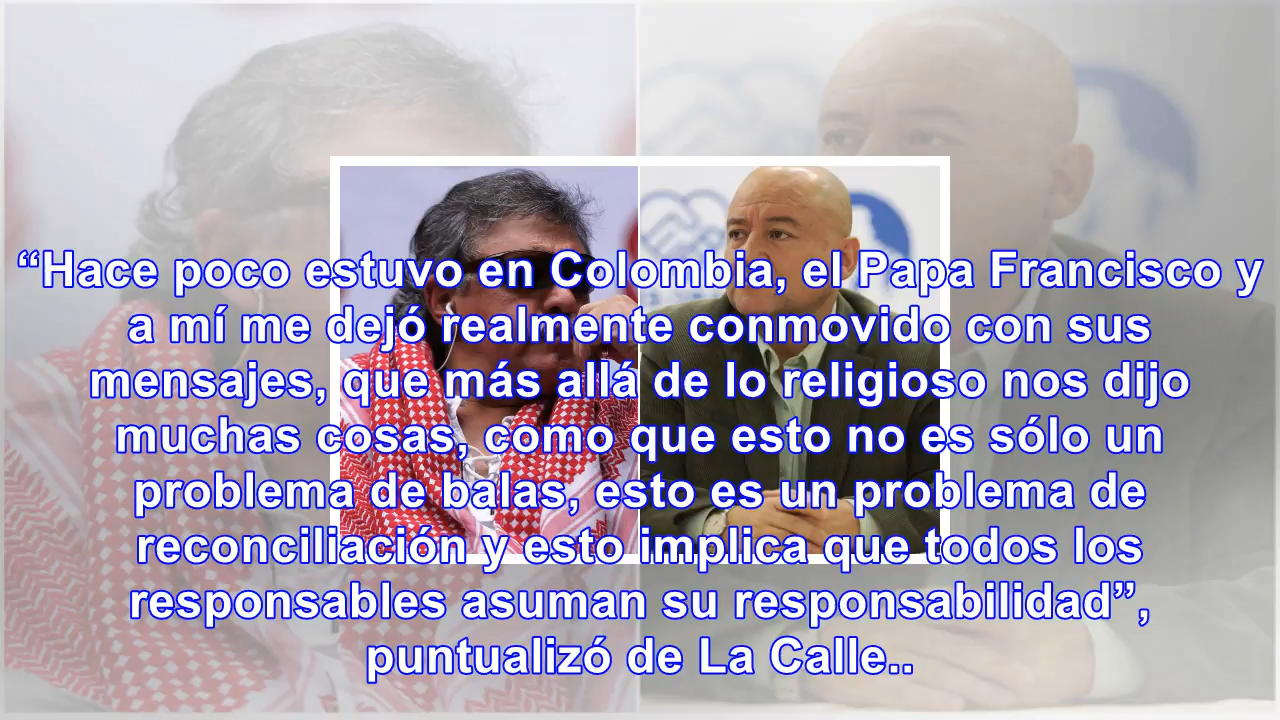 “Hace poco estuvo en Colombia, el Papa Francisco y
a mí me dejó realmente conmovido con sus
mensajes, que más allá de lo religioso nos dijo
muchas cosas, como que esto no es sólo un
problema de balas, esto es un problema de
reconciliación y esto implica que todos los
responsables asuman su responsabilidad”,
puntualizó de La Calle..